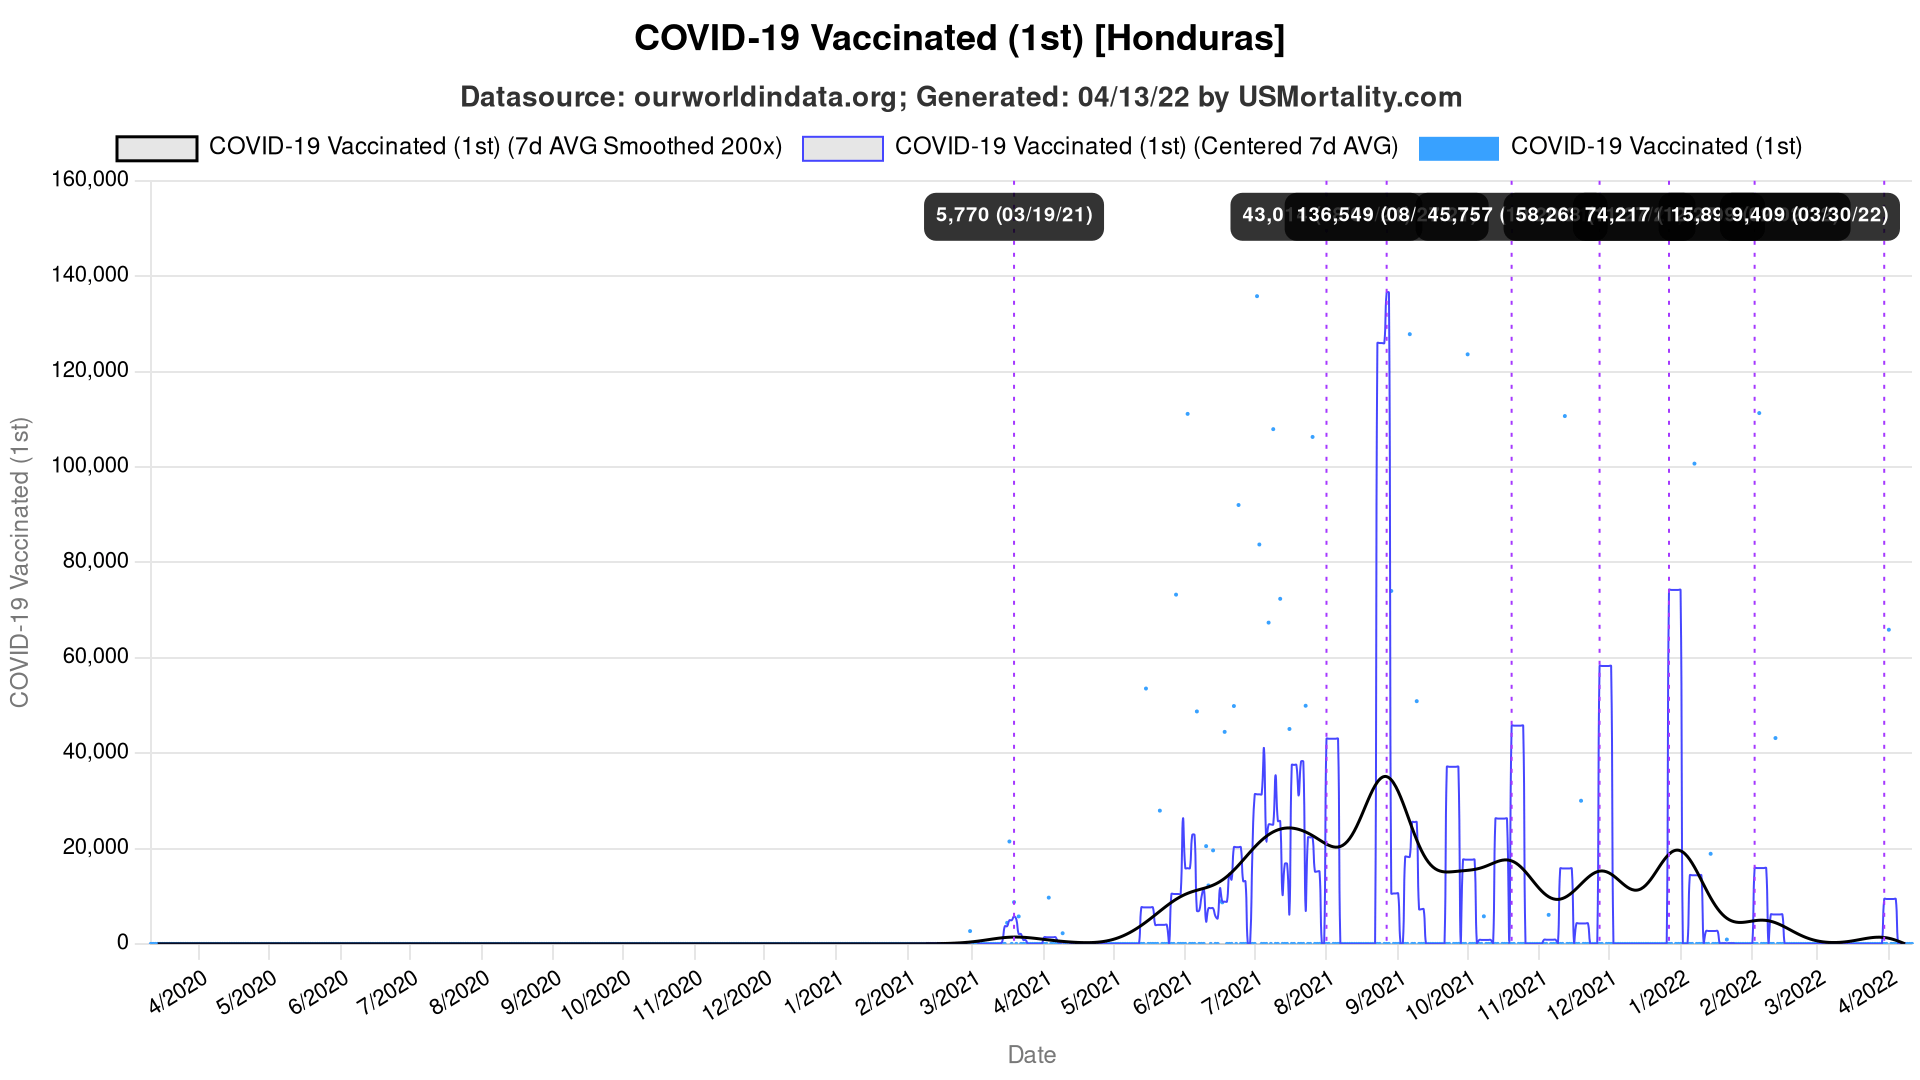 COVID-19 Vaccinated (1st) [Honduras]
Datasource: ourworldindata.org; Generated: 04/13/22 by USMortality.com
COVID-19 Vaccinated (1st) (7d AVG Smoothed 200x) COVID-19 Vaccinated (1st) (Centered 7d AVG) COVID-19 Vaccinated (1st)
5,770 (03/19/21) 43,01 136,549 (08/ 45,757 ( 58,268 74,217 15,89 9,409 (03/30/22)
160,000
140,000
120,000
100,000
80,000
60,000
40,000
20,000
0
COVID-19 Vaccinated (1st)
4/2020 5/2020 6/2020 7/2020 8/2020 9/2020 10/2020 11/2020 12/2020 1/2021 2/2021 3/2021 4/2021 5/2021 6/2021 7/2021 8/2021 9/2021 10/2021 11/2021 12/2021 1/2022 2/2022 3/2022 4/2022
Date